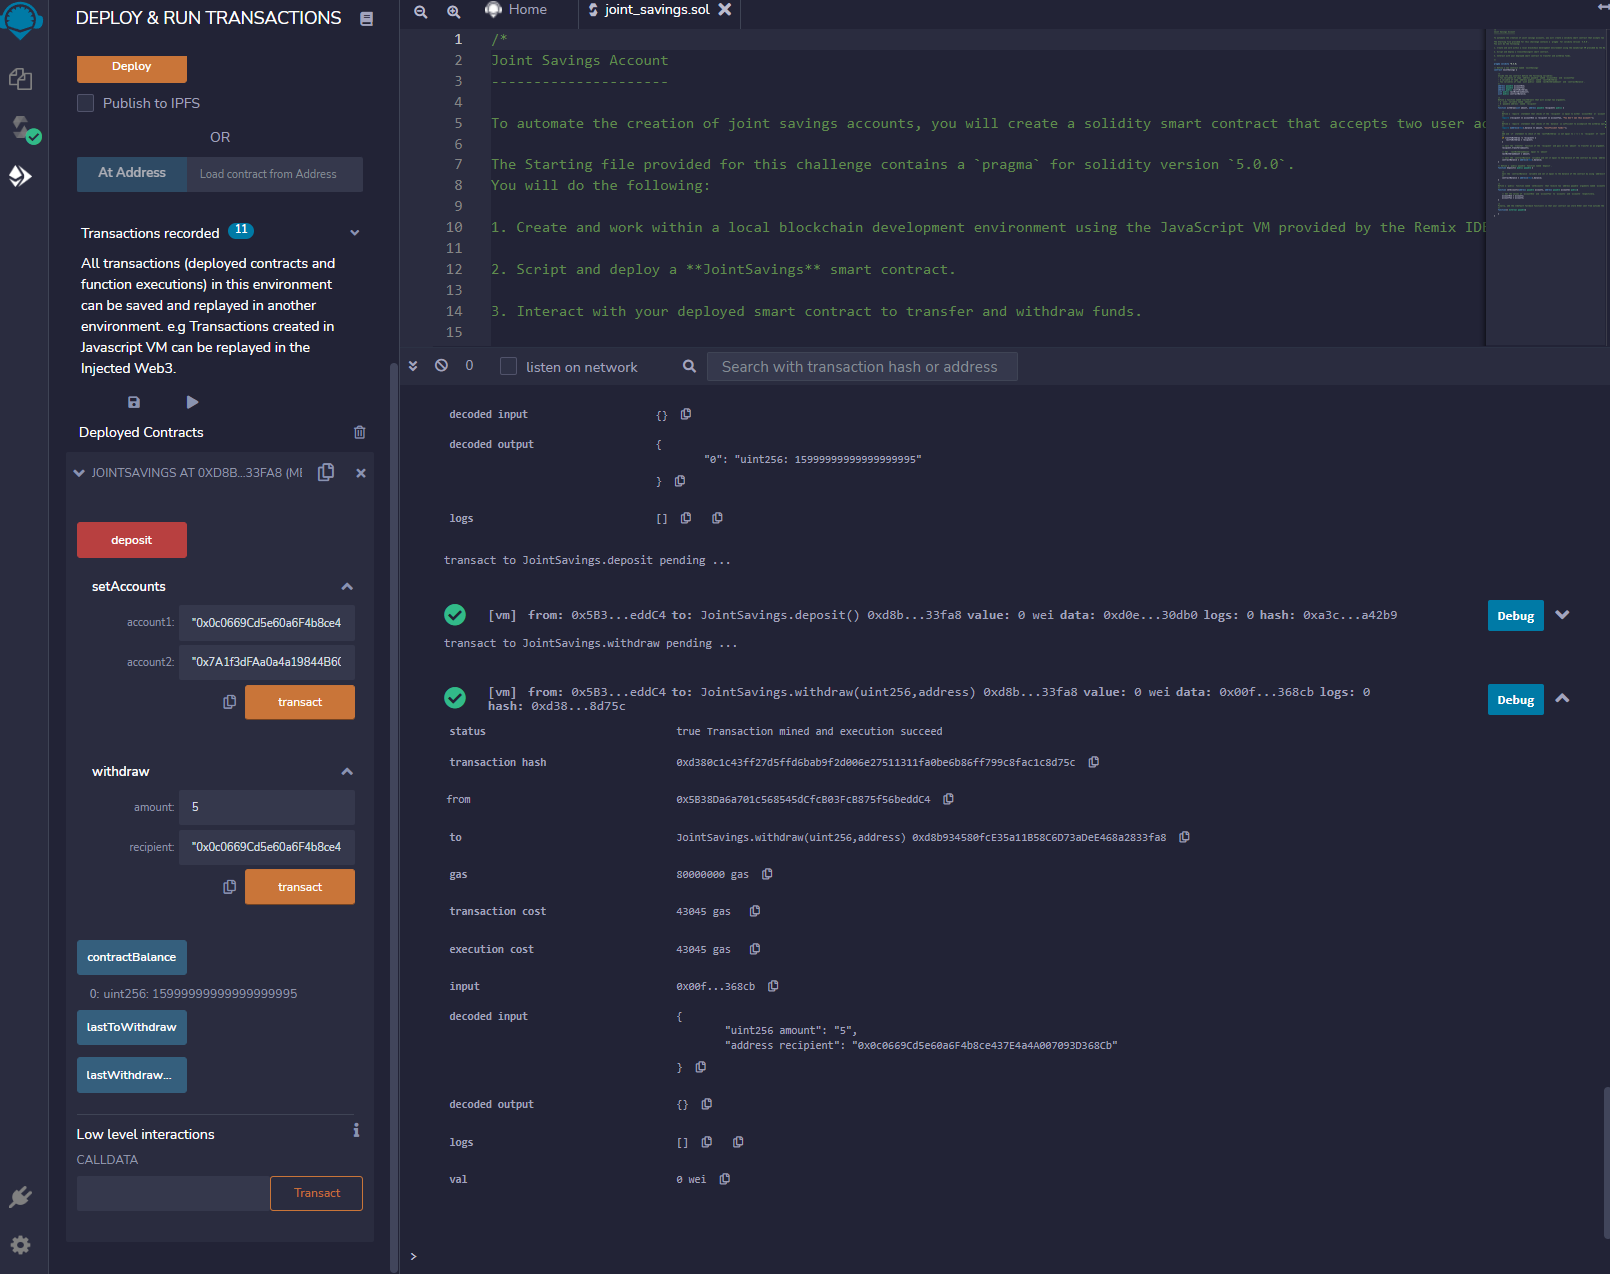 DEPLOY & RUN TRANSACTIONS
Deploy
Publish to IPFS
OR
At Address
Load contract from Address
Transactions recorded 11
All transactions (deployed contracts and
function executions) in this environment
can be saved and replayed in another
environment. e.g Transactions created in
Javascript VM can be replayed in the
Injected Web3.
Deployed Contracts
JOINTSAVINGS AT 0XD8B...33FA8 (ME
deposit
setAccounts
account1: "0x0c0669Cd5e60a6F4b8ce4
account2: "0x7A1f3dFAa0a4a19844B60
transact
withdraw
amount: 5
recipient: "0x0c0669Cd5e60a6F4b8ce4
transact
contractBalance
0: uint256: 15999999999999999995
lastToWithdraw
lastWithdraw...
Low level interactions
i
CALLDATA
Transact
Home
joint_savings.sol
1 /*
2 Joint Savings Account
3 ---------------------
4
5 To automate the creation of joint savings accounts, you will create a solidity smart contract that accepts two user a
6
7 The Starting file provided for this challenge contains a `pragma` for solidity version `5.0.0`.
8 You will do the following:
9
10 1. Create and work within a local blockchain development environment using the JavaScript VM provided by the Remix IDE
11
12 2. Script and deploy a **JointSavings** smart contract.
13
14 3. Interact with your deployed smart contract to transfer and withdraw funds.
15
0
listen on network
Search with transaction hash or address
decoded input {}
decoded output {
"0": "uint256: 15999999999999999995"
}
logs []
transact to JointSavings.deposit pending ...
[vm] from: 0x5B3...eddC4 to: JointSavings.deposit() 0xd8b...33fa8 value: 0 wei data: 0xd0e...30db0 logs: 0 hash: 0xa3c...a42b9
Debug
transact to JointSavings.withdraw pending ...
[vm] from: 0x5B3...eddC4 to: JointSavings.withdraw(uint256,address) 0xd8b...33fa8 value: 0 wei data: 0x00f...368cb logs: 0
hash: 0xd38...8d75c
Debug
status true Transaction mined and execution succeed
transaction hash 0xd380c1c43ff27d5ffd6bab9f2d006e27511311fa0be6b86ff799c8fac1c8d75c
from 0x5B38Da6a701c568545dCfcB03FcB875f56beddC4
to JointSavings.withdraw(uint256,address) 0xd8b934580fcE35a11B58C6D73aDeE468a2833fa8
gas 80000000 gas
transaction cost 43045 gas
execution cost 43045 gas
input 0x00f...368cb
decoded input {
"uint256 amount": "5",
"address recipient": "0x0c0669Cd5e60a6F4b8ce437E4a4A007093D368Cb"
}
decoded output {}
logs []
val 0 wei
>